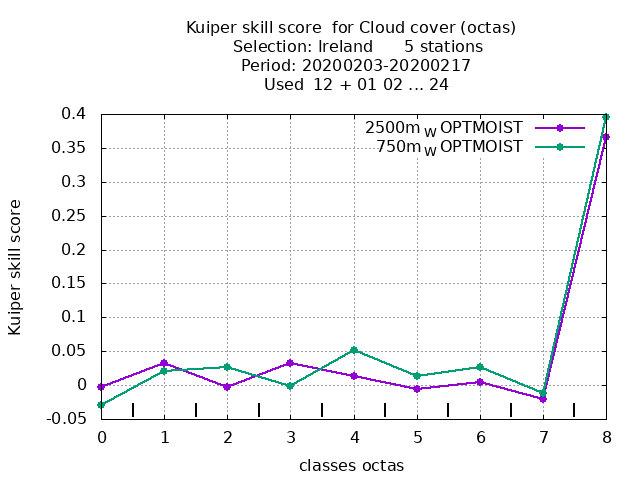 Kuiper skill score  for Cloud cover (octas)
Selection: Ireland      5 stations
Period: 20200203-20200217
Used  12 + 01 02 ... 24
2500m W OPTMOIST
750m W OPTMOIST
0.4
0.35
0.3
0.25
0.2
0.15
0.1
0.05
0
-0.05
Kuiper skill score
0 1 2 3 4 5 6 7 8
classes octas